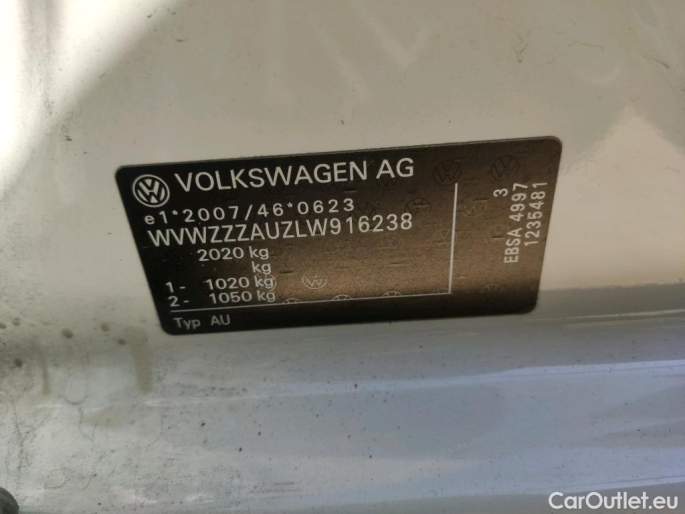 VOLKSWAGEN AG
e1*2007/46*0623
WVWZZZAUZLW916238
2020 kg
kg
1- 1020 kg
2- 1050 kg
Typ AU
3
EBSA 4997
1235481
CarOutlet.eu